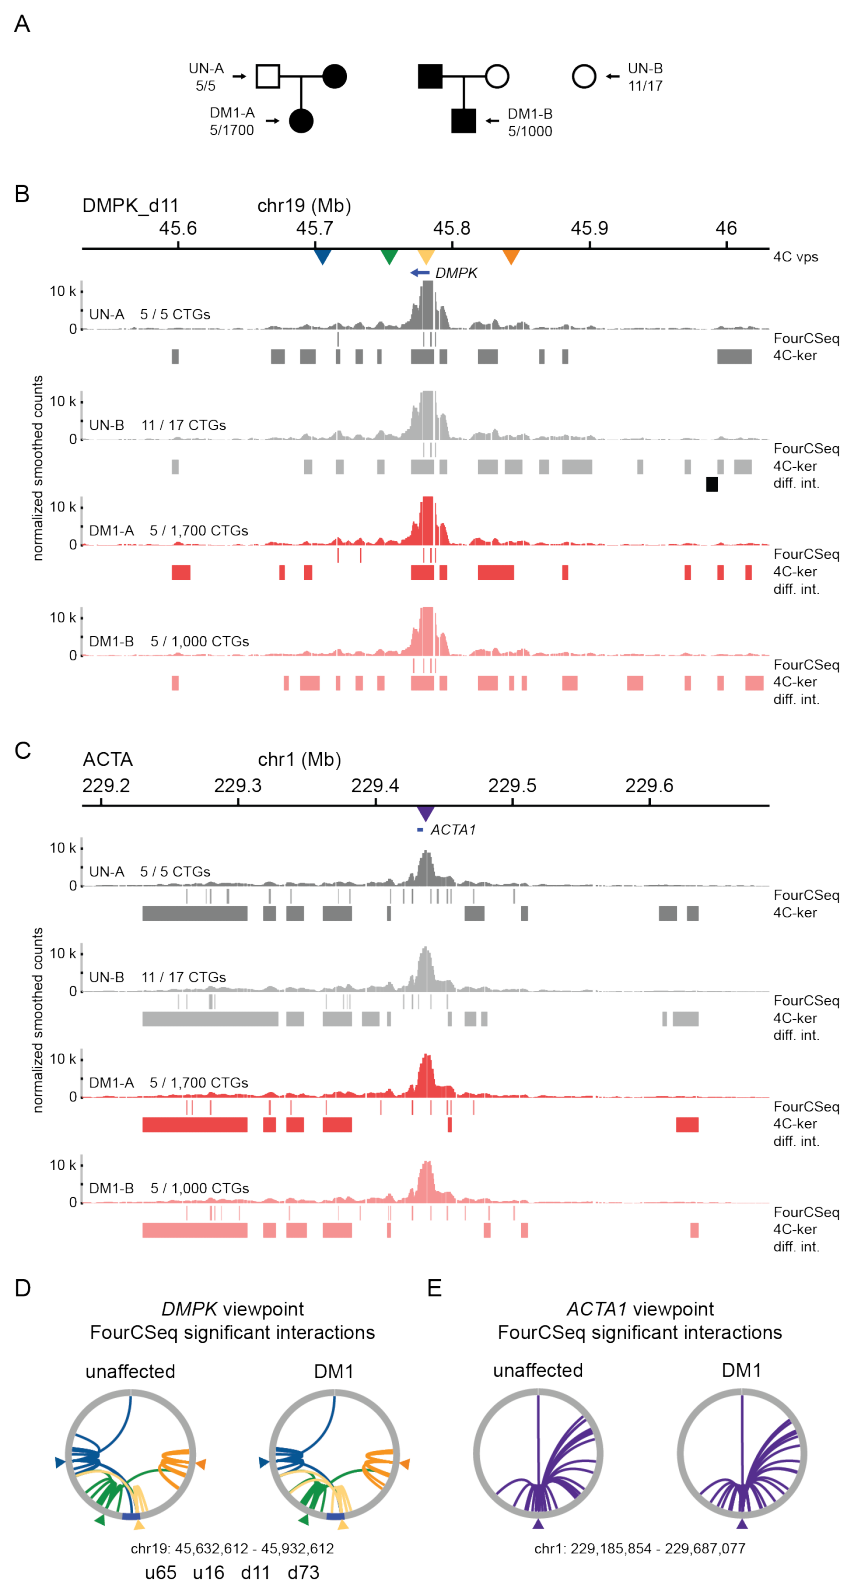 A
UN-A
5/5
UN-B
11/17
DM1-A
5/1700
DM1-B
5/1000
B
DMPK_d11 chr19 (Mb)
45.6 45.7 45.8 45.9 46
4C vps
DMPK
normalized smoothed counts
10 k
UN-A 5 / 5 CTGs
0
FourCSeq
4C-ker
10 k
UN-B 11 / 17 CTGs
0
FourCSeq
4C-ker
diff. int.
10 k
DM1-A 5 / 1,700 CTGs
0
FourCSeq
4C-ker
diff. int.
10 k
DM1-B 5 / 1,000 CTGs
0
FourCSeq
4C-ker
diff. int.
C
ACTA chr1 (Mb)
229.2 229.3 229.4 229.5 229.6
ACTA1
normalized smoothed counts
10 k
UN-A 5 / 5 CTGs
0
FourCSeq
4C-ker
10 k
UN-B 11 / 17 CTGs
0
FourCSeq
4C-ker
diff. int.
10 k
DM1-A 5 / 1,700 CTGs
0
FourCSeq
4C-ker
diff. int.
10 k
DM1-B 5 / 1,000 CTGs
0
FourCSeq
4C-ker
diff. int.
D
DMPK viewpoint
FourCSeq significant interactions
unaffected DM1
chr19: 45,632,612 - 45,932,612
u65 u16 d11 d73
E
ACTA1 viewpoint
FourCSeq significant interactions
unaffected DM1
chr1: 229,185,854 - 229,687,077